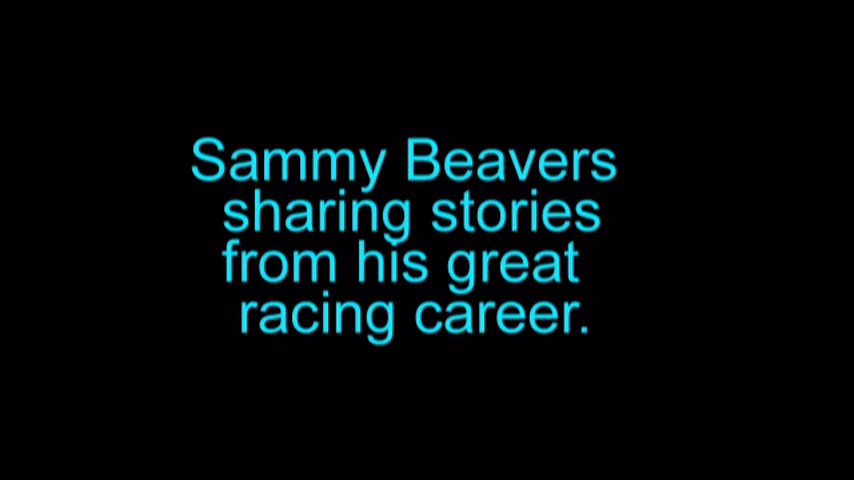 Sammy Beavers
sharing stories
from his great
racing career.